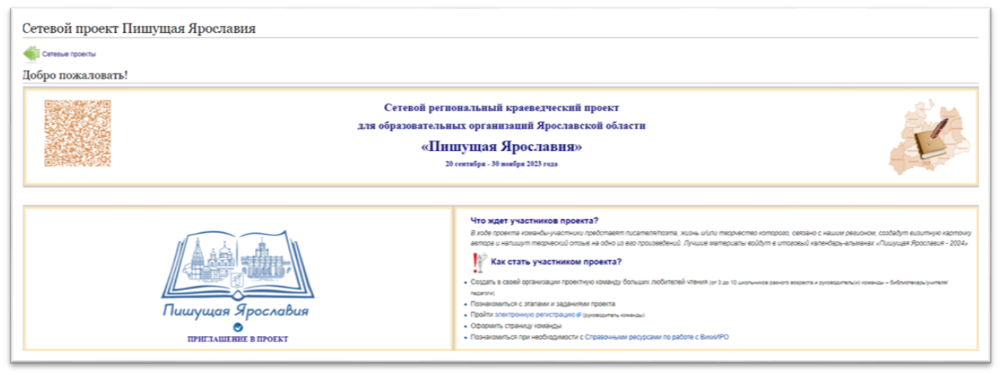 Сетевой проект Пишущая Ярославия
Сетевые проекты
Добро пожаловать!
Сетевой региональный краеведческий проект
для образовательных организаций Ярославской области
«Пишущая Ярославия»
20 сентября - 30 ноября 2023 года
Пишущая Ярославия
ПРИГЛАШЕНИЕ В ПРОЕКТ
Что ждет участников проекта?
В ходе проекта команды-участники представят писателя/поэта, жизнь и/или творчество которого, связано с нашим регионом, создадут визитную карточку
автора и напишут творческий отзыв на одно из его произведений. Лучшие материалы войдут в итоговый календарь-альманах «Пишущая Ярославия - 2024»
Как стать участником проекта?
Создать в своей организации проектную команду больших любителей чтения (от 3 до 10 школьников разного возраста и руководитель(и) команды – библиотекарь/учителя/
педагоги)
Познакомиться с этапами и заданиями проекта
Пройти электронную регистрацию (руководитель команды)
Оформить страницу команды
Познакомиться при необходимости с Справочными ресурсами по работе с ВикиИРО